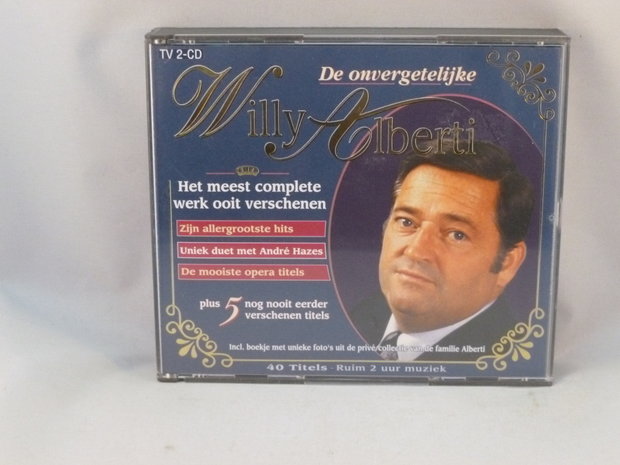 TV 2-CD
De onvergetelijke
Willy Alberti
Het meest complete
werk ooit verschenen
Zijn allergrootste hits
Uniek duet met André Hazes
De mooiste opera titels
plus 5 nog nooit eerder
verschenen titels
Incl. boekje met unieke foto's uit de privé collectie van de familie Alberti
40 Titels - Ruim 2 uur muziek